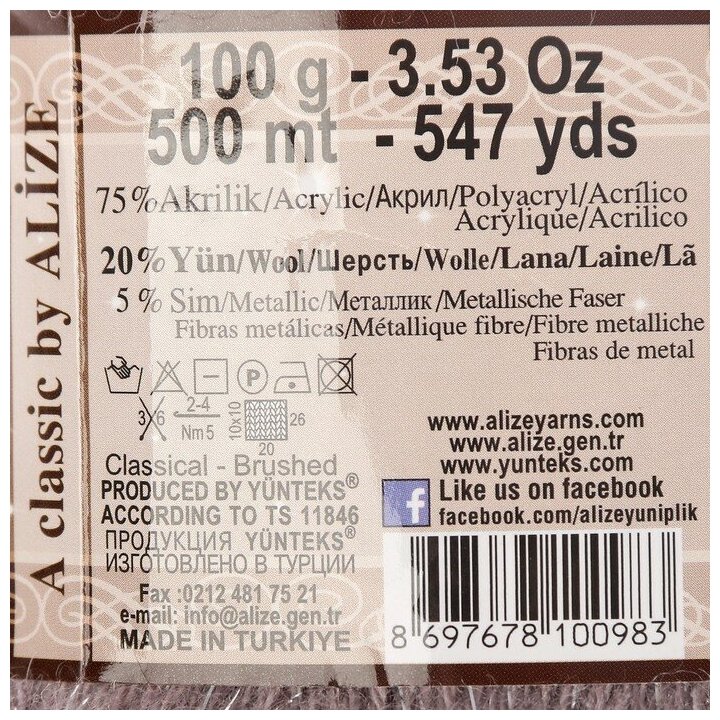 A classic by ALİZE
100 g - 3.53 Oz
500 mt - 547 yds
75% Akrilik/Acrylic/Акрил/Polyacryl/Acrílico
Acrylique/Acrilico
20% Yün/Wool/Шерсть/Wolle/Lana/Laine/Lã
5 % Sim/Metallic/Металлик/Metallische Faser
Fibras metálicas/Métallique fibre/Fibre metalliche
Fibras de metal
P
3 6
2-4
Nm 5
10x10
26
20
Classical - Brushed
PRODUCED BY YÜNTEKS®
ACCORDING TO TS 11846
ПРОДУКЦИЯ YÜNTEKS®
ИЗГОТОВЛЕНО В ТУРЦИИ
Fax :0212 481 75 21
e-mail: info@alize.gen.tr
MADE IN TURKIYE
www.alizeyarns.com
www.alize.gen.tr
www.yunteks.com
f Like us on facebook
facebook.com/alizeyuniplik
8 697678 100983